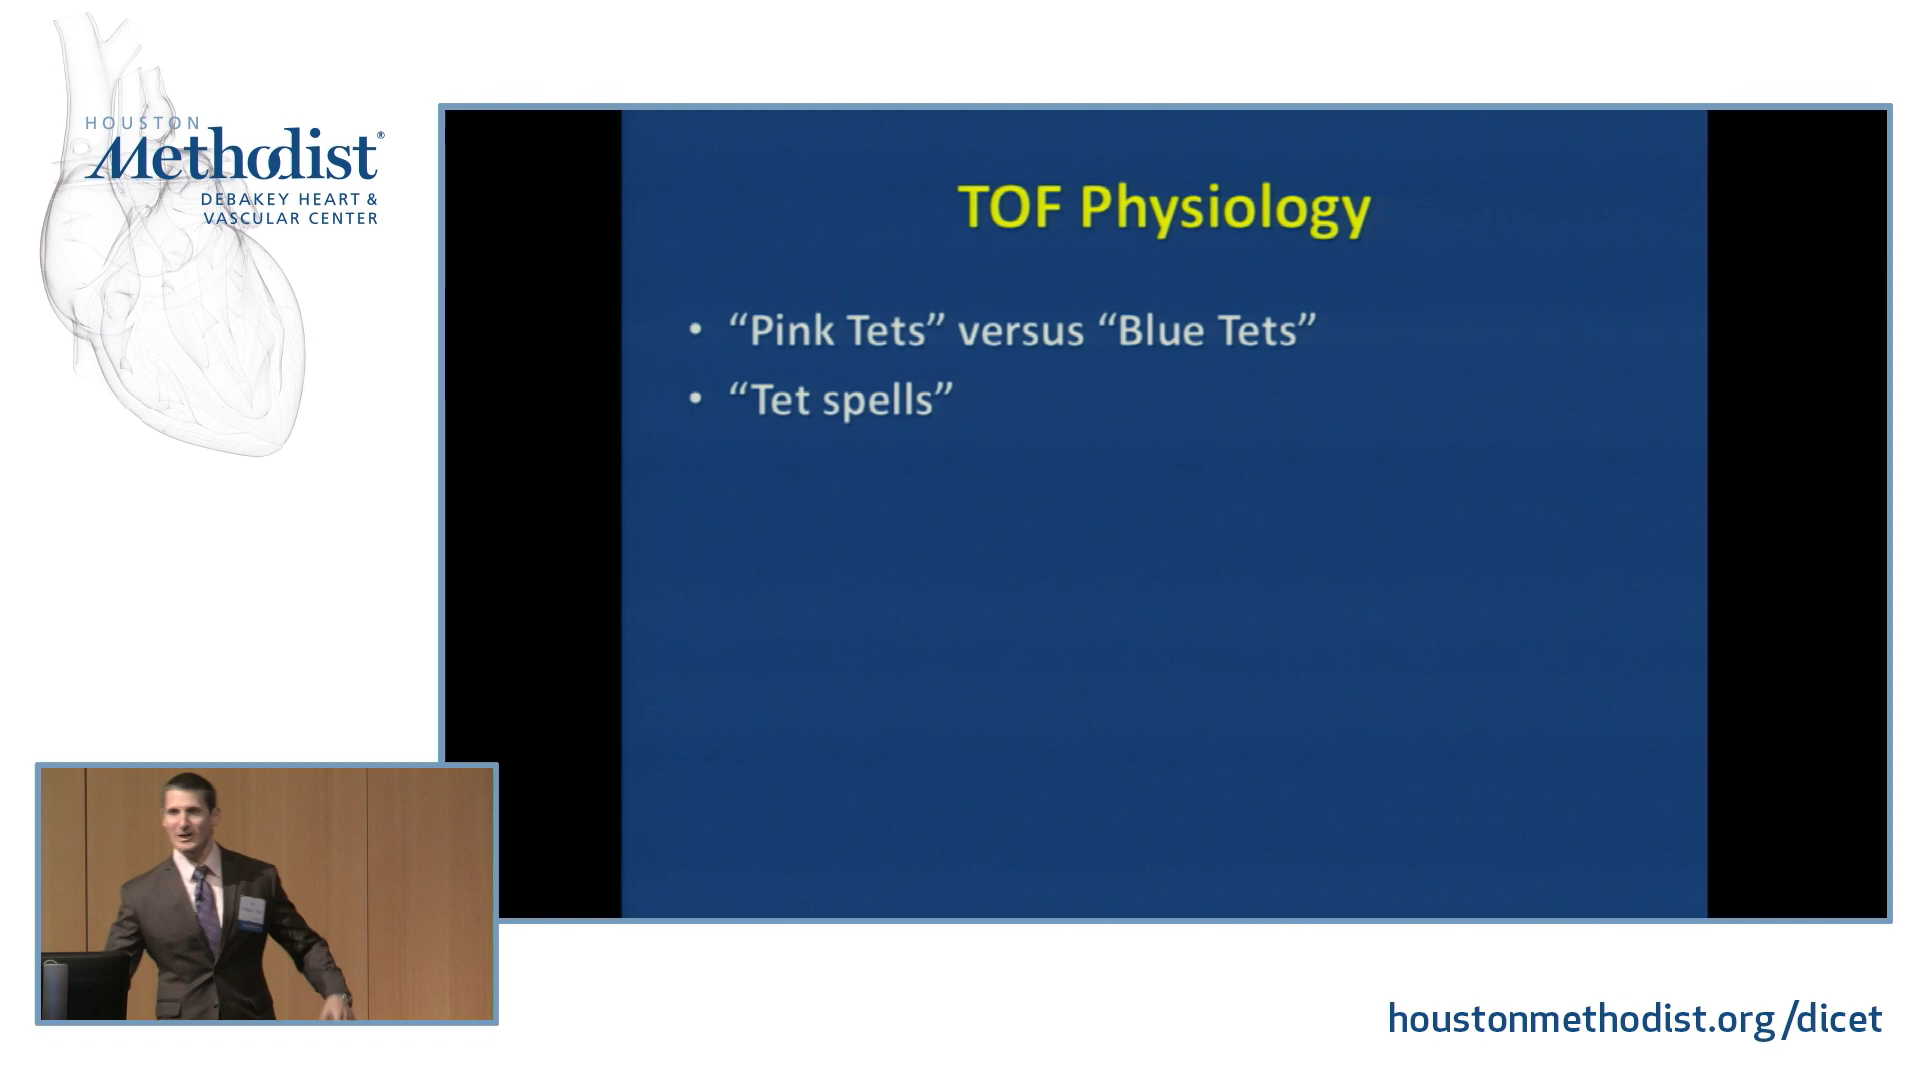 HOUSTON
Methodist®
DEBAKEY HEART &
VASCULAR CENTER
TOF Physiology
• “Pink Tets” versus “Blue Tets”
• “Tet spells”
houstonmethodist.org/dicet